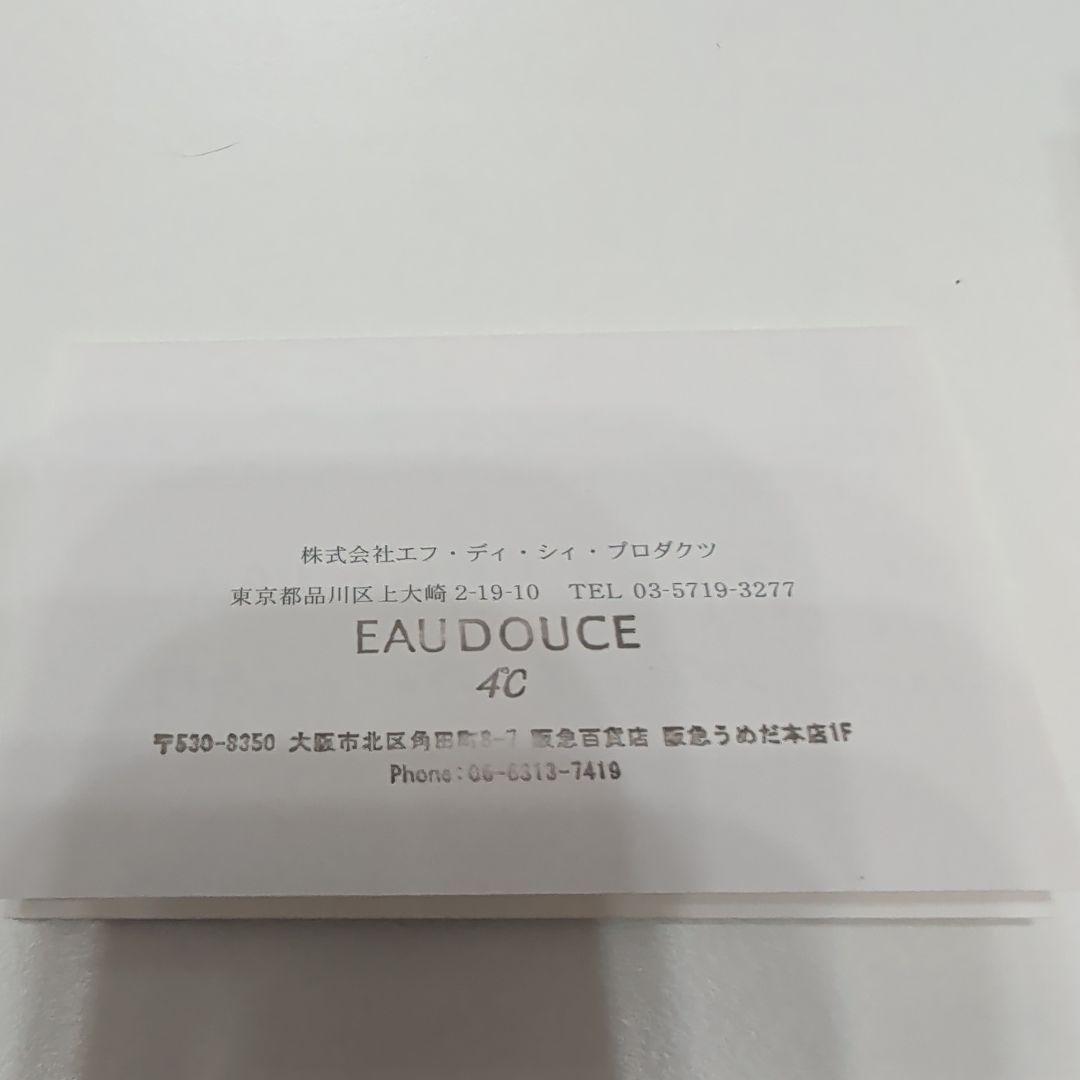 株式会社エフ・ディ・シィ・プロダクツ
東京都品川区上大崎 2-19-10　TEL 03-5719-3277
EAU DOUCE
4℃
〒530-8350 大阪市北区角田町8-7 阪急百貨店 阪急うめだ本店1F
Phone:06-6313-7419